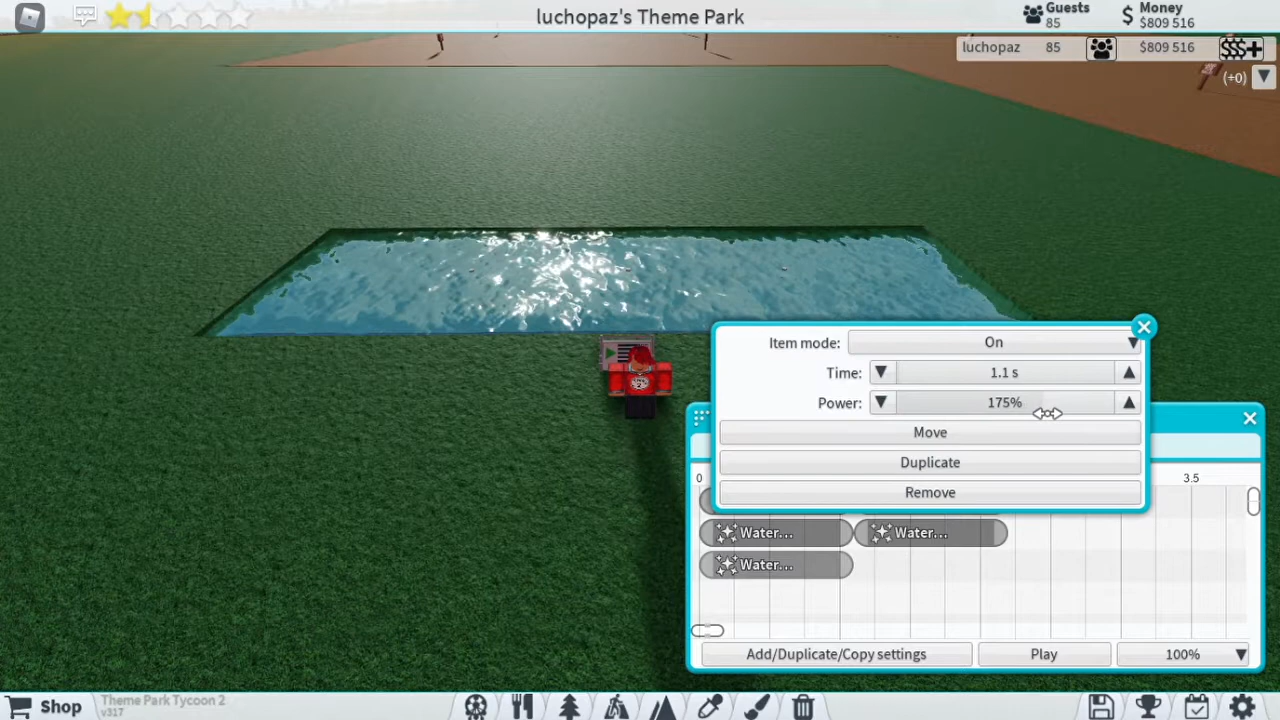 luchopaz's Theme Park
Guests
85
Money
$809 516
luchopaz 85 $809 516
(+0)
Item mode: On
Time: 1.1 s
Power: 175%
Move
Duplicate
Remove
0 3.5
Water... Water...
Water...
Add/Duplicate/Copy settings Play 100%
Shop
Theme Park Tycoon 2
v317